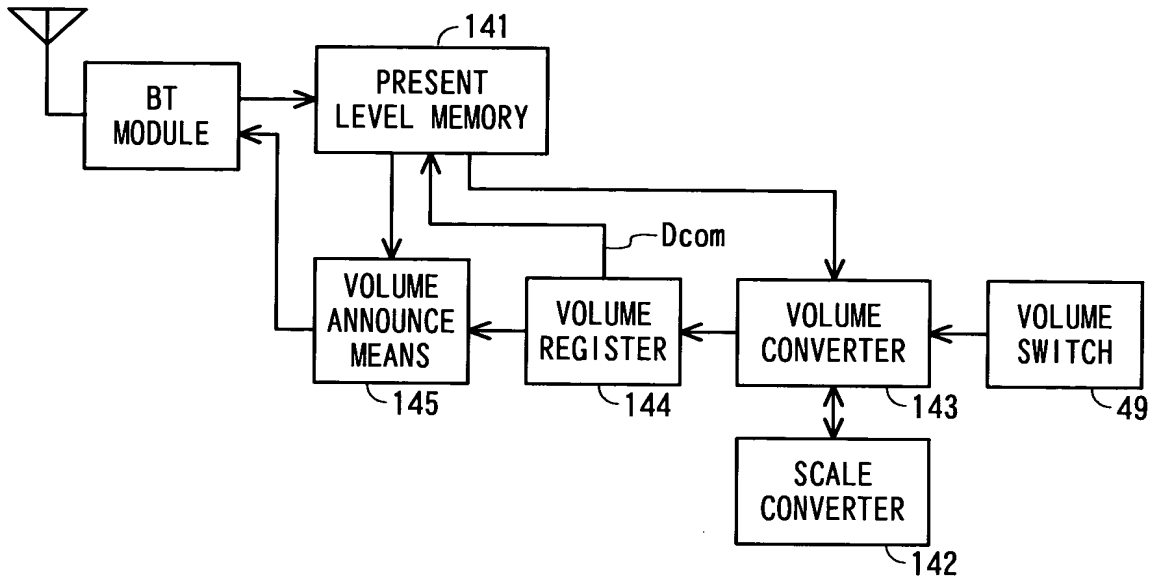 141
BT
MODULE
PRESENT
LEVEL MEMORY
Dcom
VOLUME
ANNOUNCE
MEANS
145
VOLUME
REGISTER
144
VOLUME
CONVERTER
143
VOLUME
SWITCH
49
SCALE
CONVERTER
142